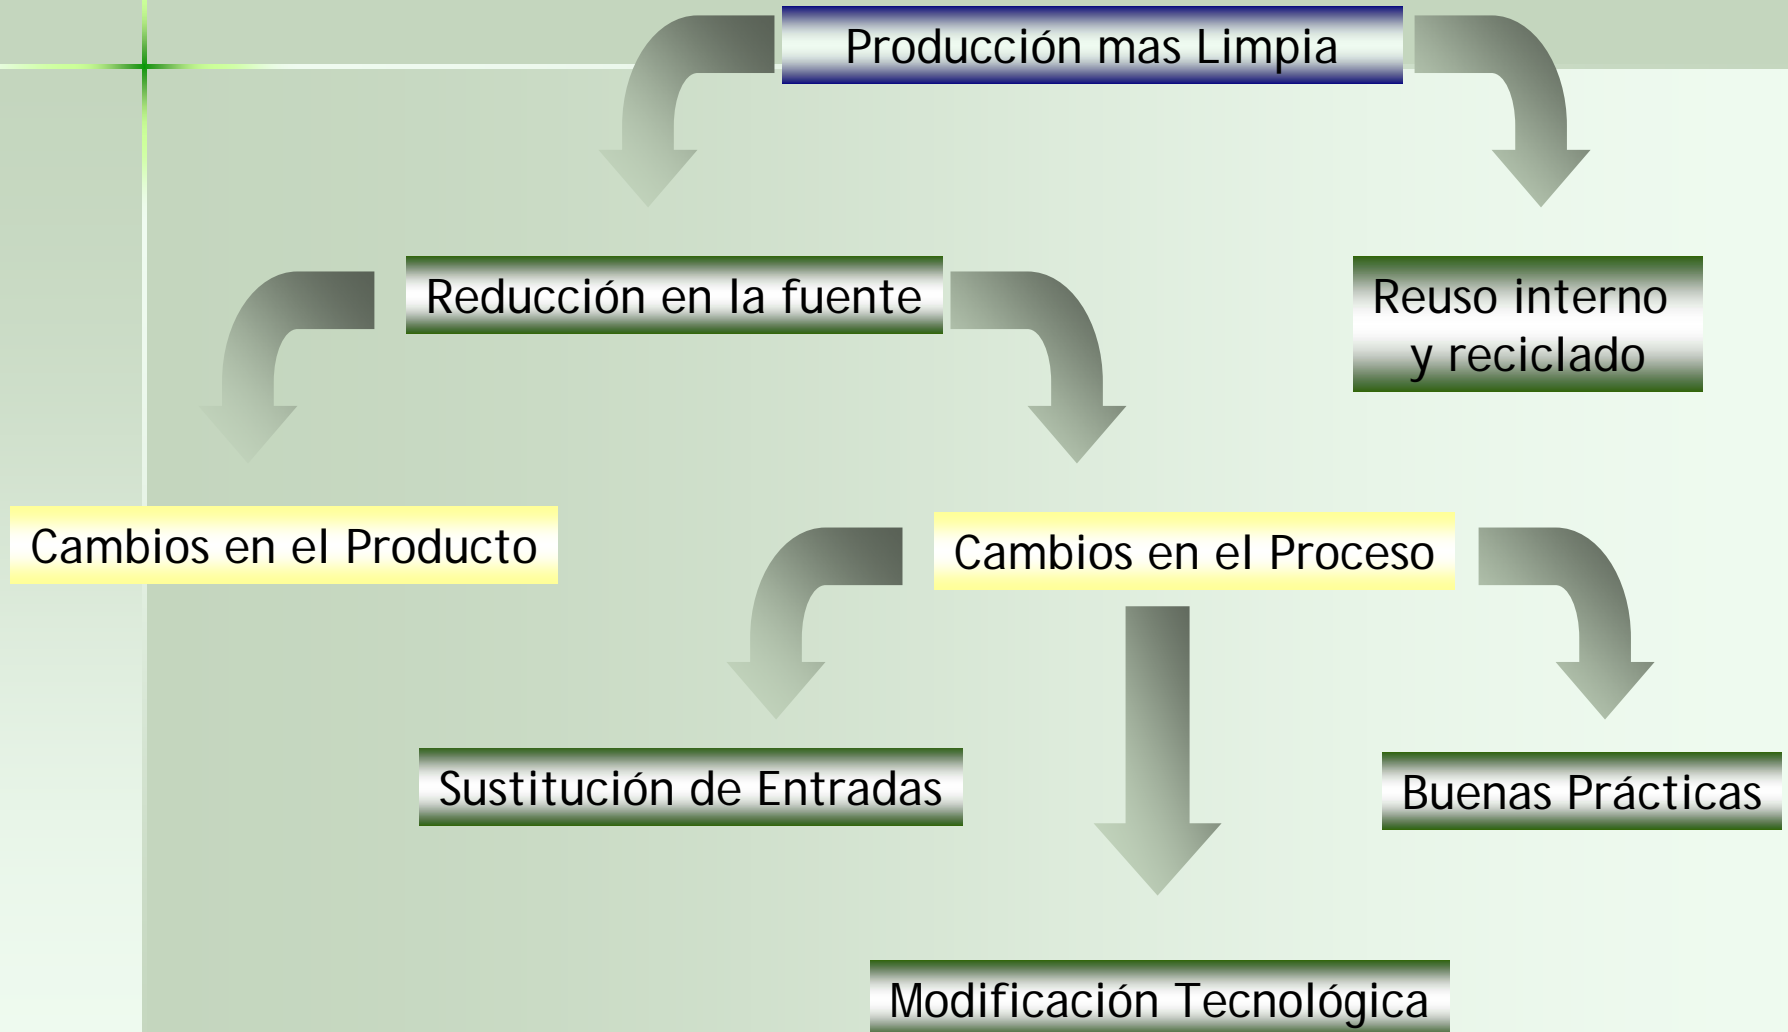 Producción mas Limpia
Reducción en la fuente
Reuso interno
y reciclado
Cambios en el Producto
Cambios en el Proceso
Sustitución de Entradas
Buenas Prácticas
Modificación Tecnológica